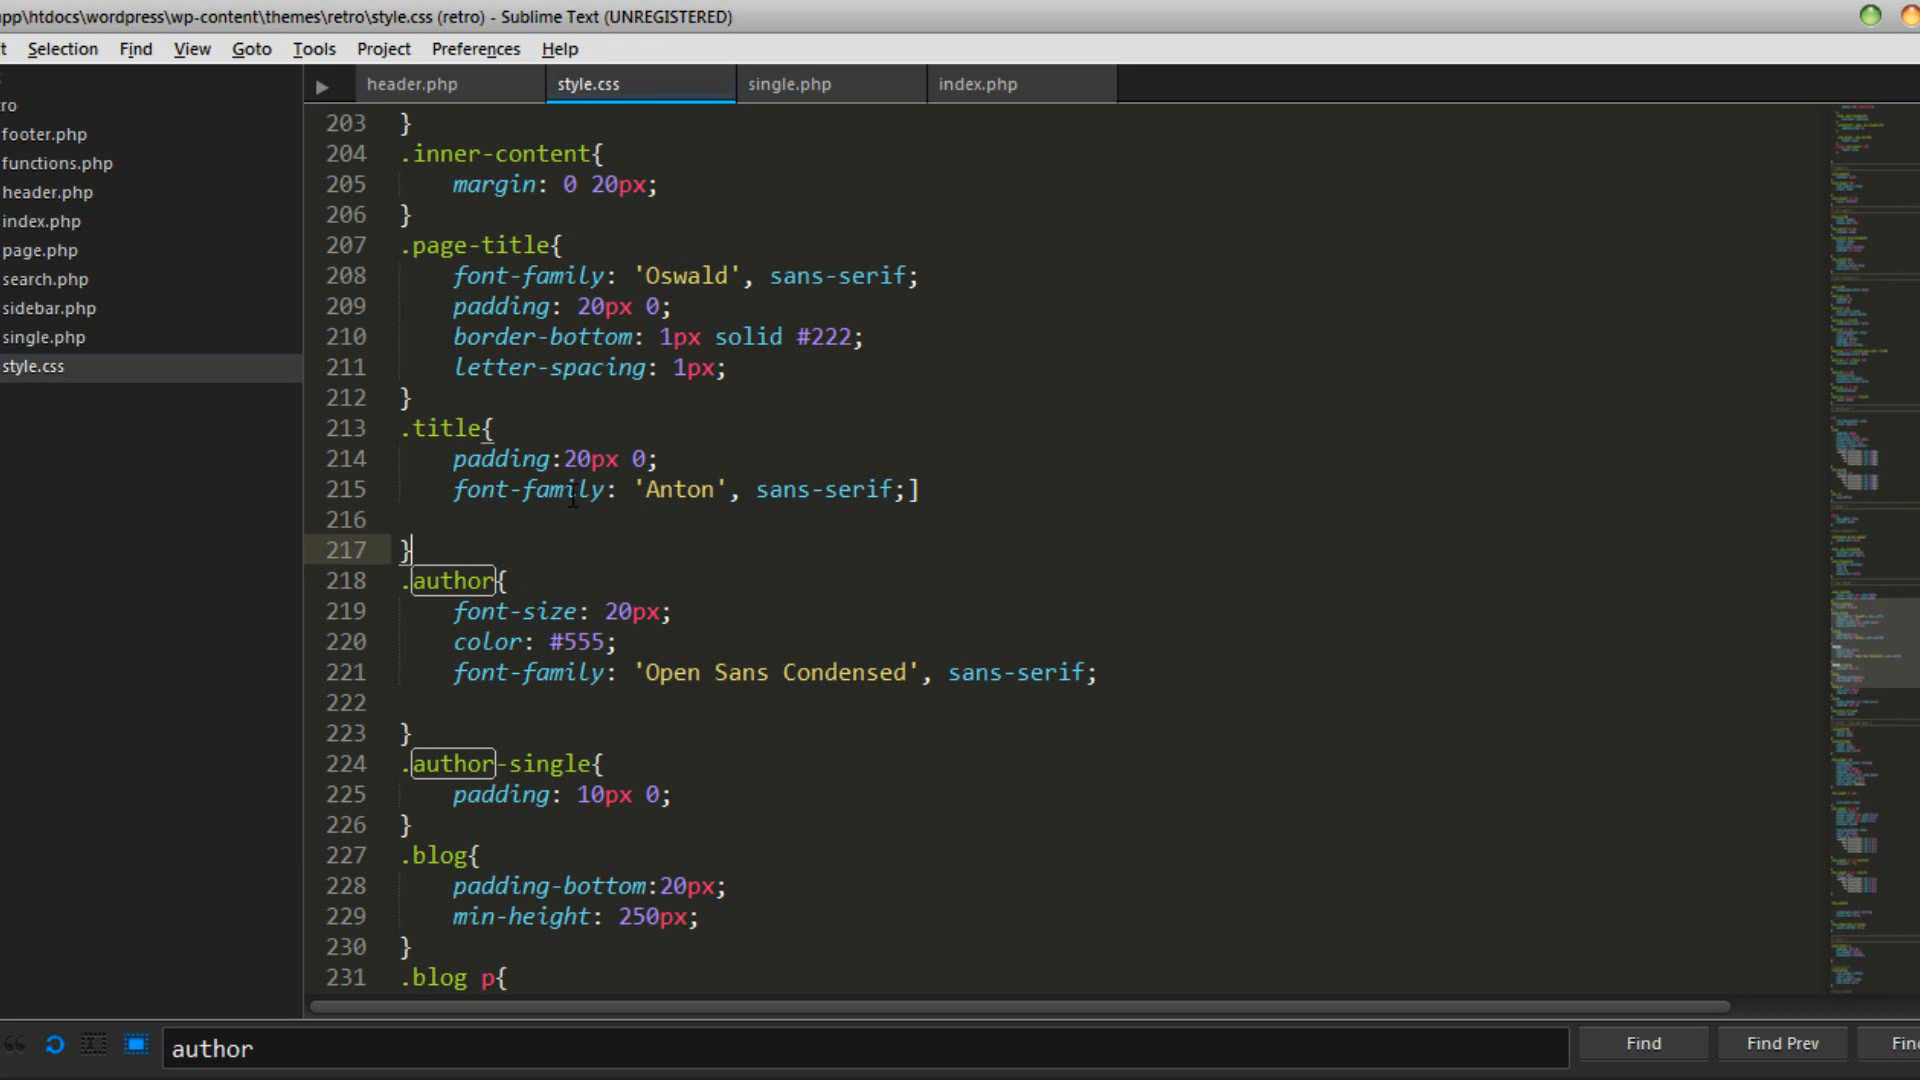 app\htdocs\wordpress\wp-content\themes\retro\style.css (retro) - Sublime Text (UNREGISTERED)
t Selection Find View Goto Tools Project Preferences Help
header.php style.css single.php index.php
ro
footer.php
functions.php
header.php
index.php
page.php
search.php
sidebar.php
single.php
style.css
203 }
204 .inner-content{
205 margin: 0 20px;
206 }
207 .page-title{
208 font-family: 'Oswald', sans-serif;
209 padding: 20px 0;
210 border-bottom: 1px solid #222;
211 letter-spacing: 1px;
212 }
213 .title{
214 padding:20px 0;
215 font-family: 'Anton', sans-serif;]
216
217 }
218 .author{
219 font-size: 20px;
220 color: #555;
221 font-family: 'Open Sans Condensed', sans-serif;
222
223 }
224 .author-single{
225 padding: 10px 0;
226 }
227 .blog{
228 padding-bottom:20px;
229 min-height: 250px;
230 }
231 .blog p{
author Find Find Prev Fin